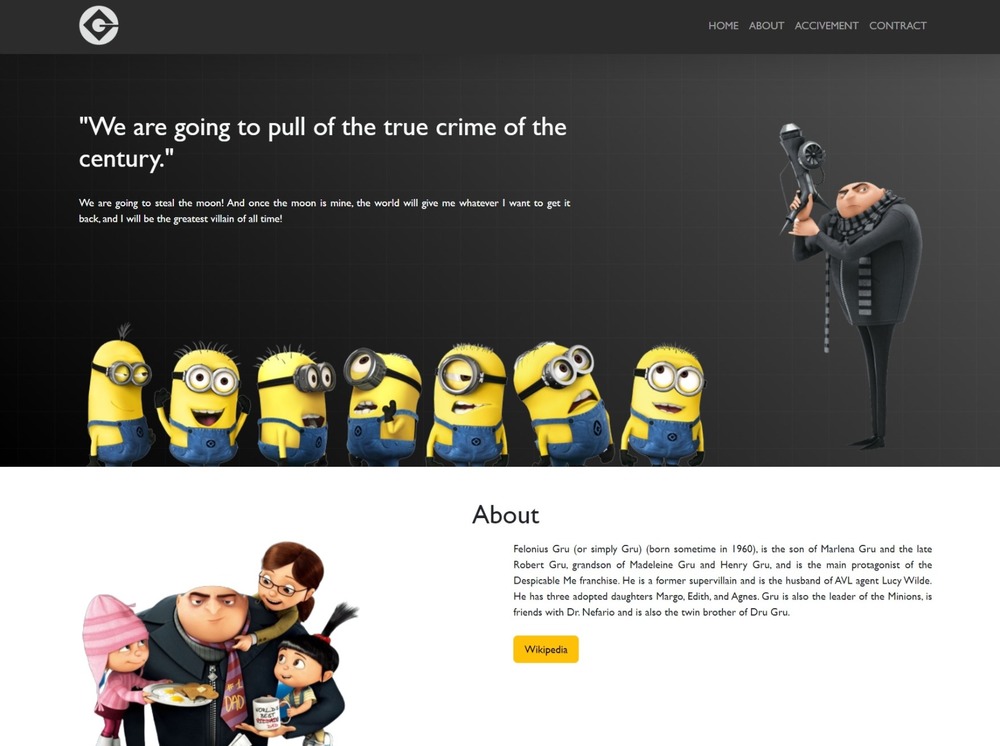 G
HOME ABOUT ACCIVEMENT CONTRACT
"We are going to pull of the true crime of the
century."
We are going to steal the moon! And once the moon is mine, the world will give me whatever I want to get it
back, and I will be the greatest villain of all time!
About
Felonius Gru (or simply Gru) (born sometime in 1960), is the son of Marlena Gru and the late
Robert Gru, grandson of Madeleine Gru and Henry Gru, and is the main protagonist of the
Despicable Me franchise. He is a former supervillain and is the husband of AVL agent Lucy Wilde.
He has three adopted daughters Margo, Edith, and Agnes. Gru is also the leader of the Minions, is
friends with Dr. Nefario and is also the twin brother of Dru Gru.
Wikipedia
#1
DAD
WORLD'S
BEST
DAD